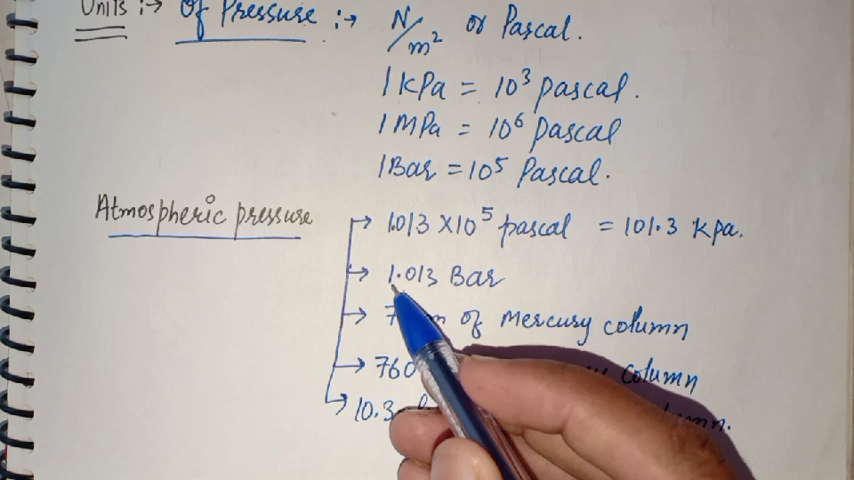 Units :→ Of Pressure :→ N/m² or Pascal.
1 KPa = 10³ pascal.
1 MPa = 10⁶ pascal
1 Bar = 10⁵ Pascal.
Atmospheric pressure → 1.013 × 10⁵ pascal = 101.3 kpa.
→ 1.013 Bar
→ of Mercury column
→ 760 column
→ 10.3